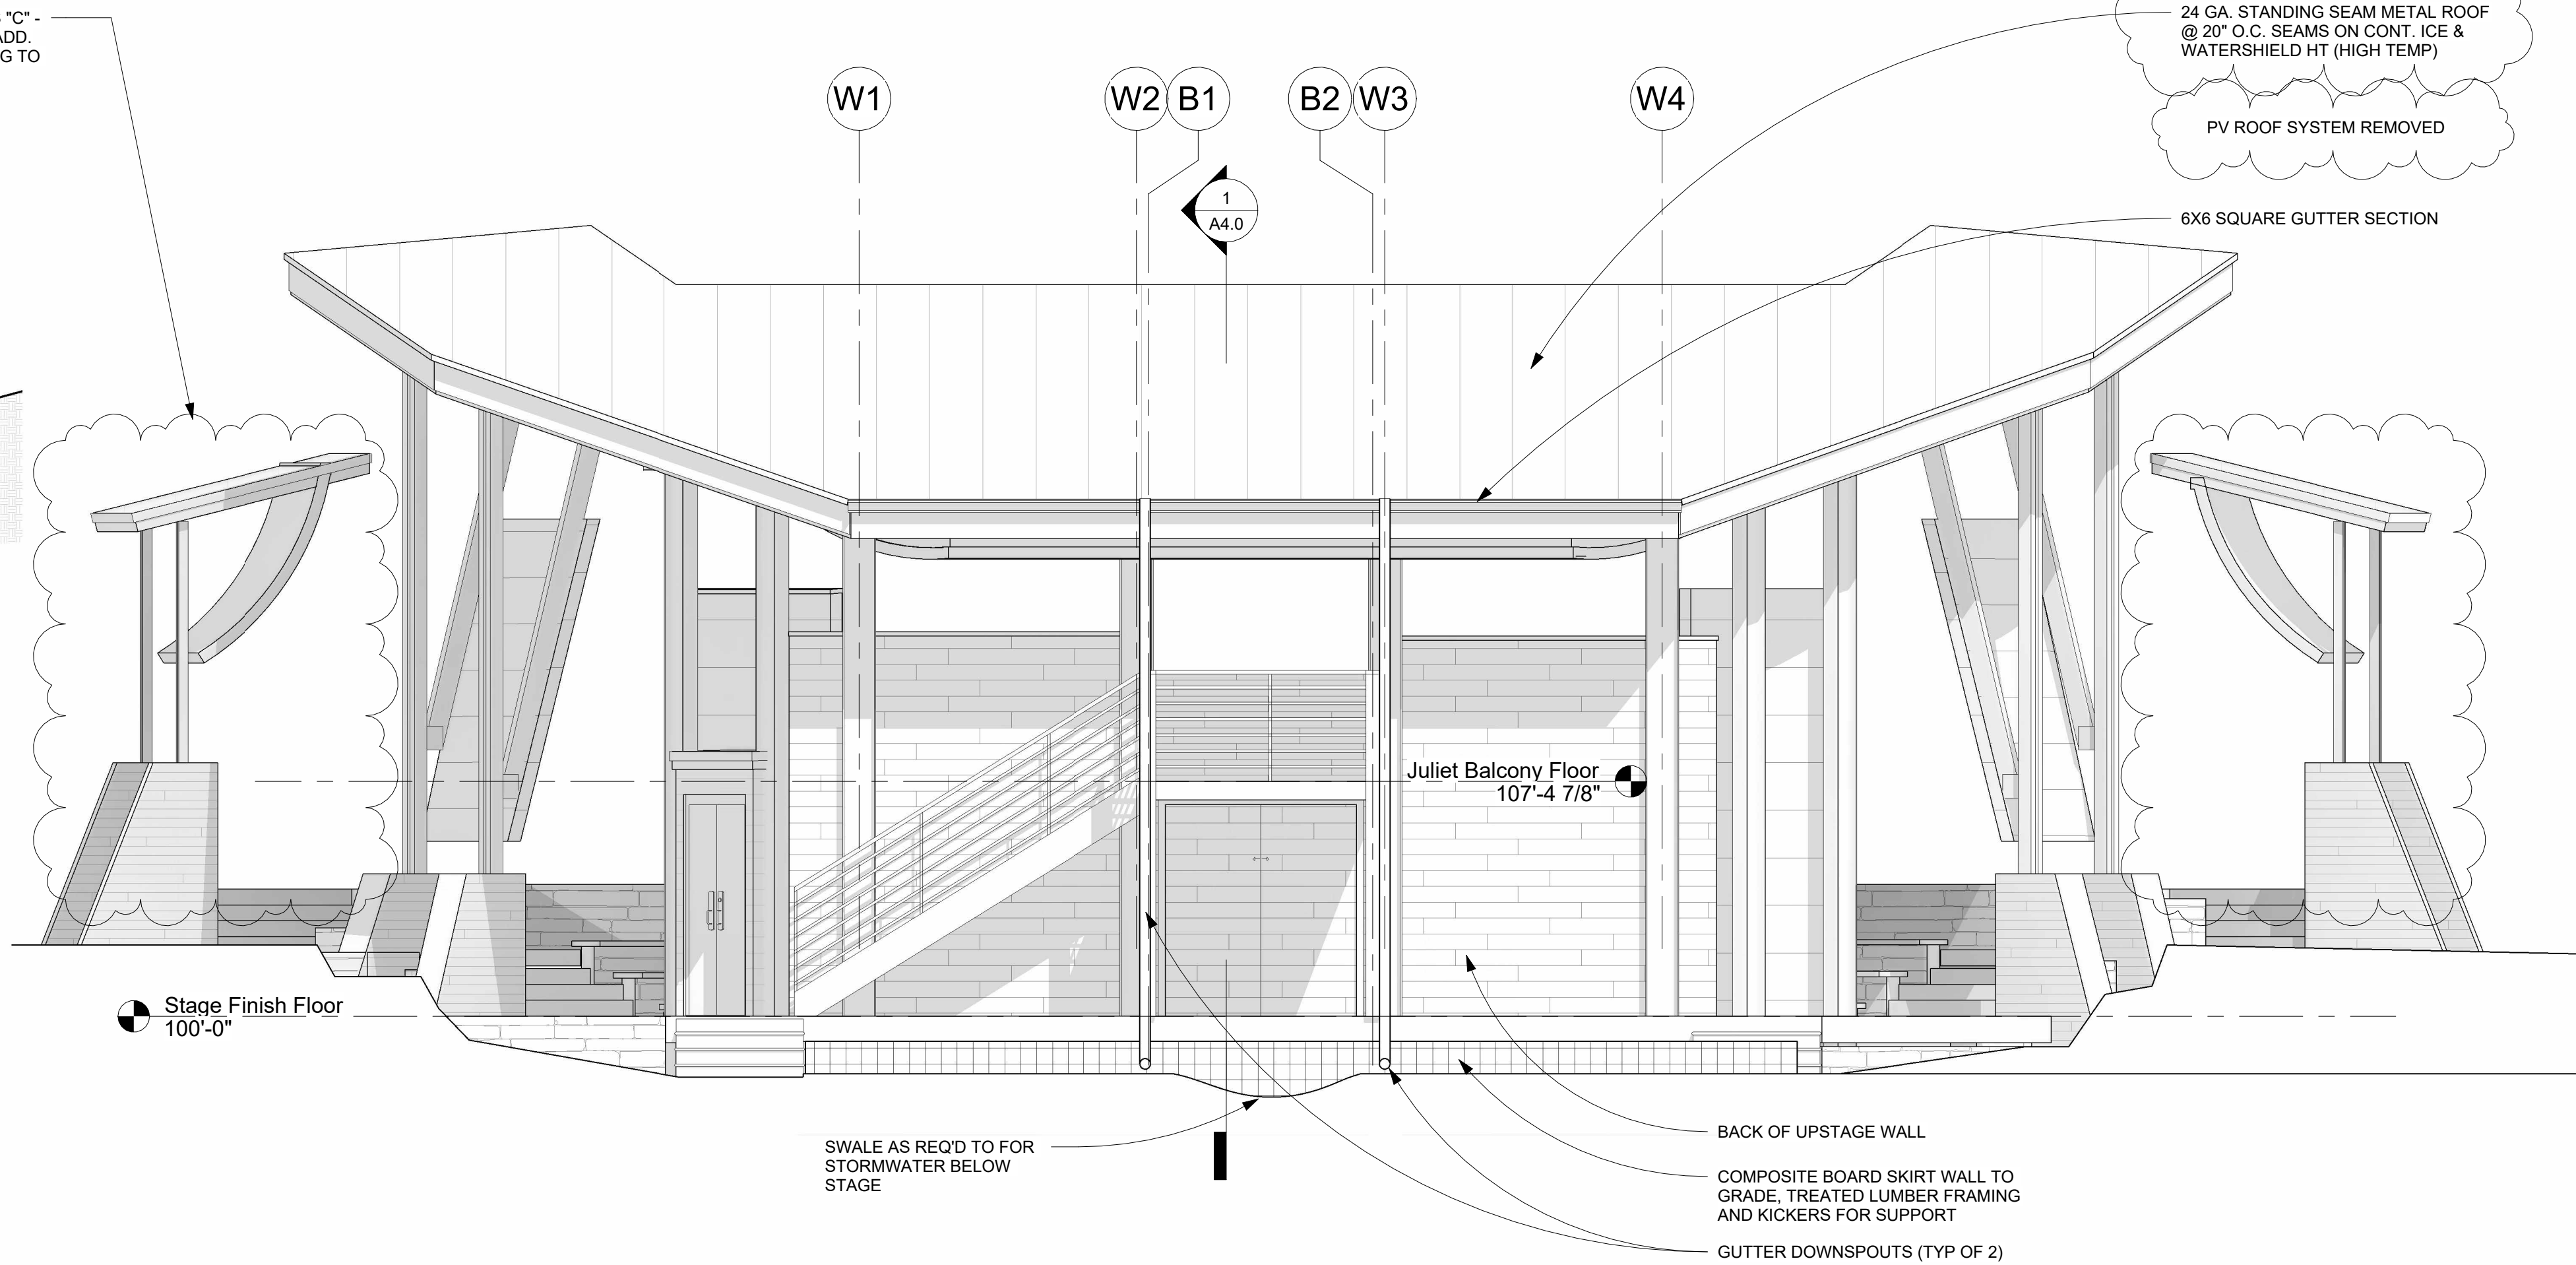 "C" -
ADD.
G TO
24 GA. STANDING SEAM METAL ROOF
@ 20" O.C. SEAMS ON CONT. ICE &
WATERSHIELD HT (HIGH TEMP)
PV ROOF SYSTEM REMOVED
6X6 SQUARE GUTTER SECTION
W1
W2
B1
B2
W3
W4
1
A4.0
Juliet Balcony Floor
107'-4 7/8"
Stage Finish Floor
100'-0"
SWALE AS REQ'D TO FOR
STORMWATER BELOW
STAGE
BACK OF UPSTAGE WALL
COMPOSITE BOARD SKIRT WALL TO
GRADE, TREATED LUMBER FRAMING
AND KICKERS FOR SUPPORT
GUTTER DOWNSPOUTS (TYP OF 2)